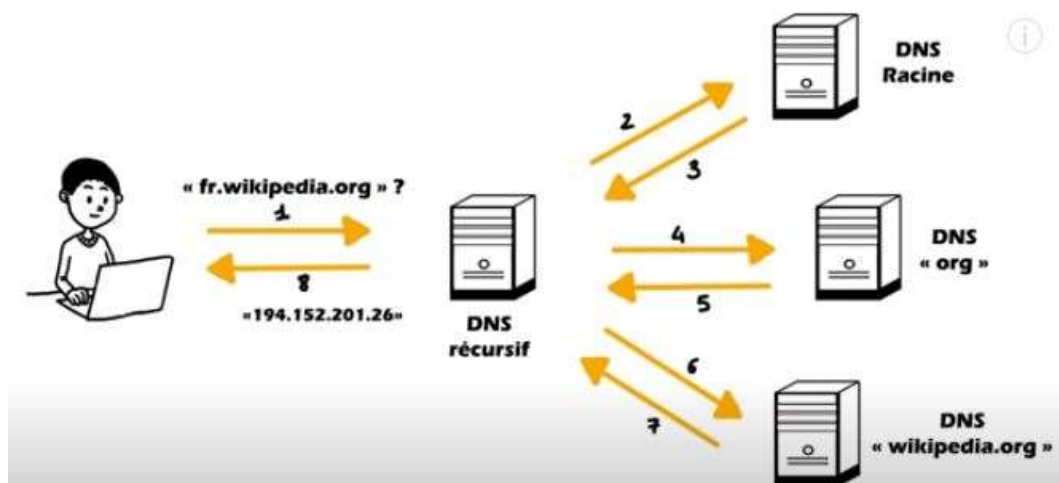 DNS
Racine
2
3
« fr.wikipedia.org » ?
1
4
DNS
« org »
8
5
«194.152.201.26»
DNS
récursif
6
7
DNS
« wikipedia.org »
i